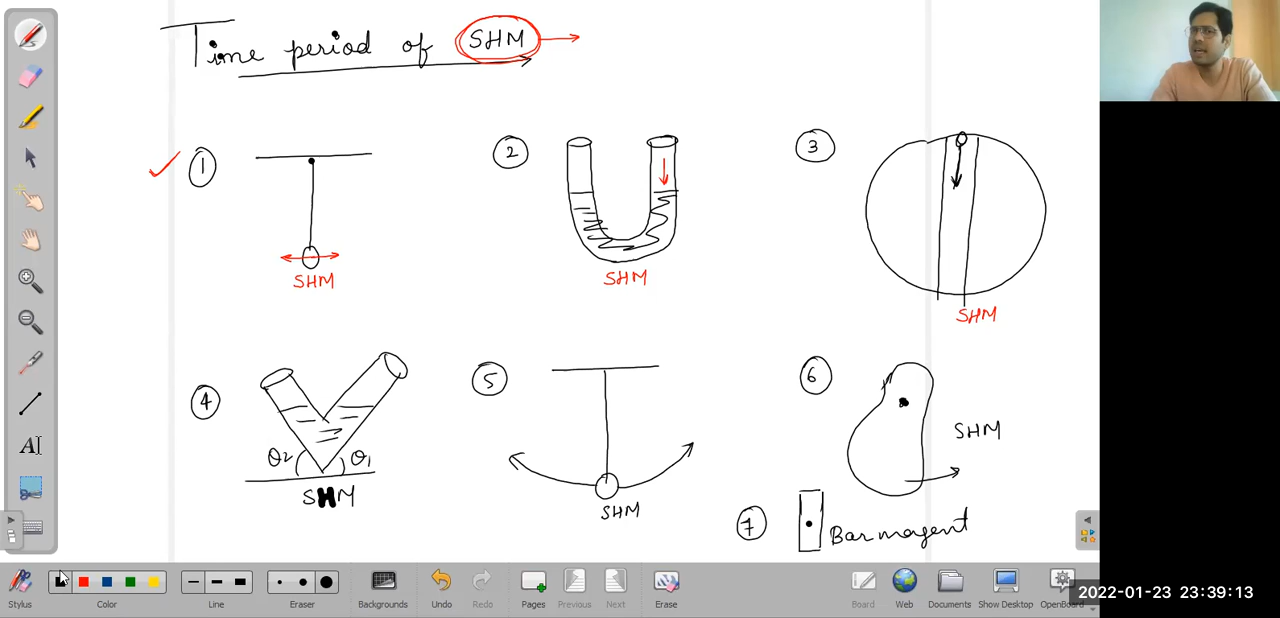 Time period of SHM
1
2
3
SHM
SHM
SHM
4
5
6
θ2
θ1
SHM
SHM
SHM
7
Bar magent
AI
Stylus
Color
Line
Eraser
Backgrounds
Undo
Redo
Pages
Previous
Next
Erase
Board
Web
Documents
Show Desktop
OpenBoard
2022-01-23 23:39:13